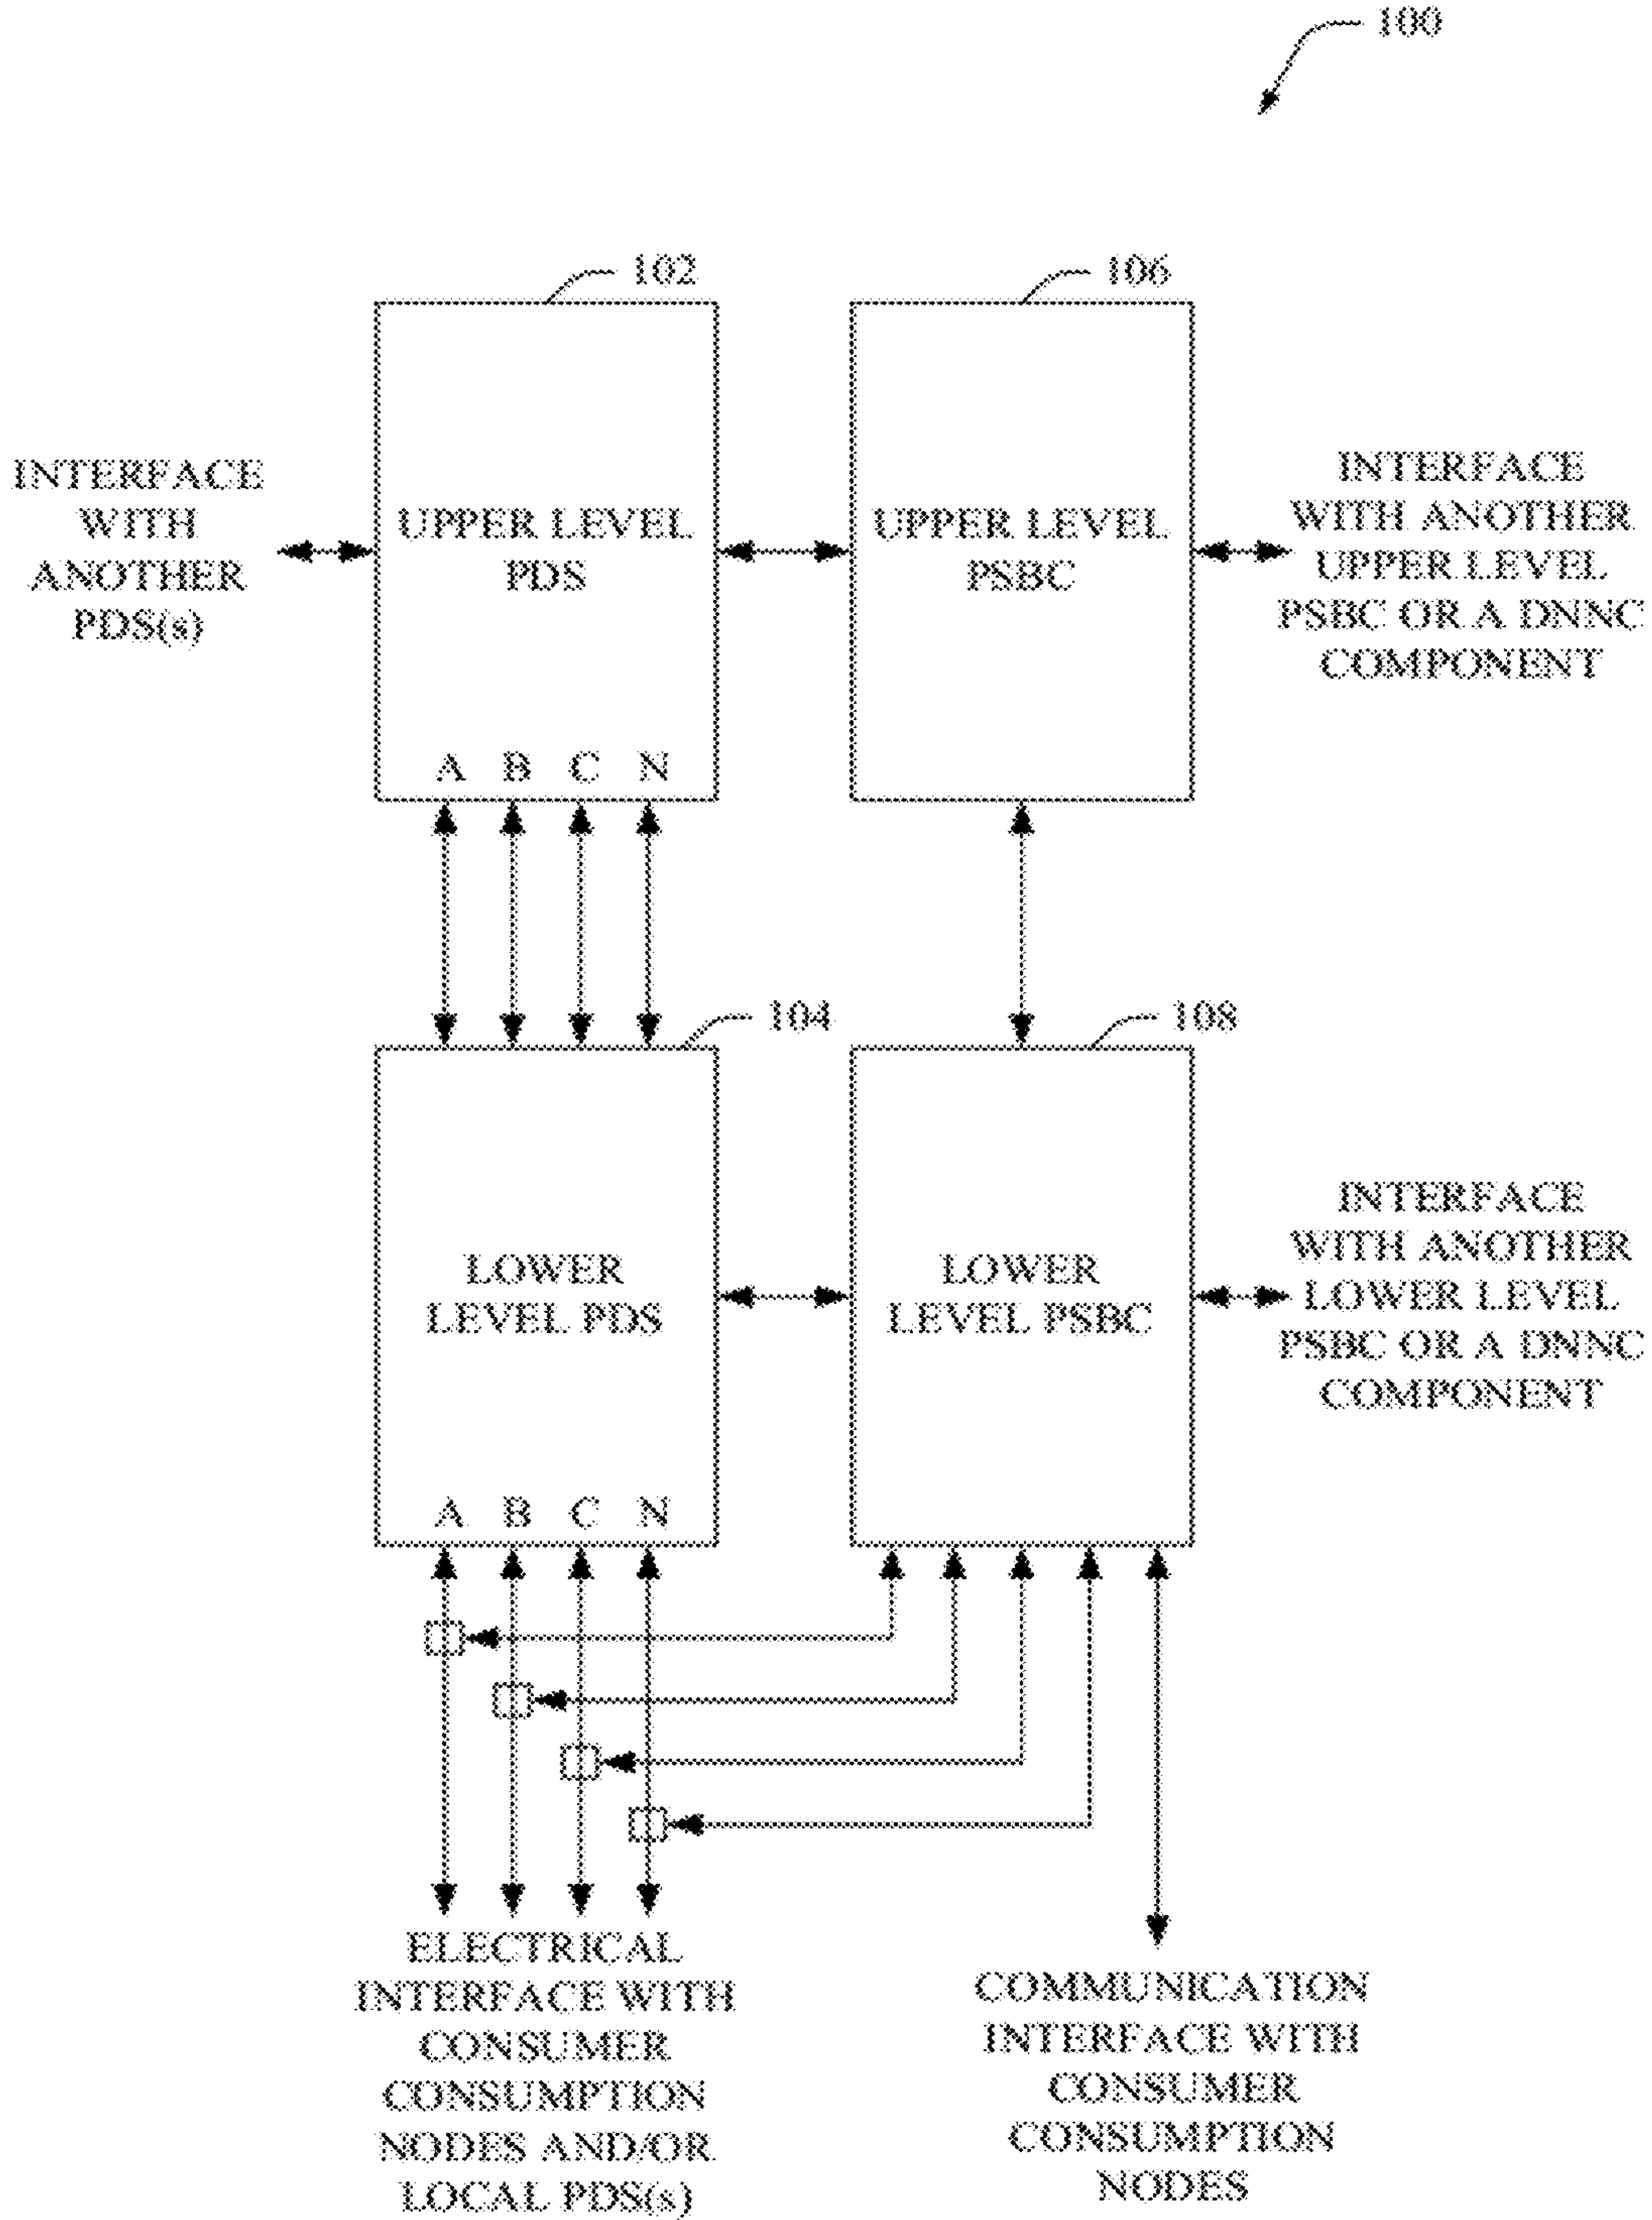 100
102
106
INTERFACE
WITH
ANOTHER
PDS(s)
UPPER LEVEL
PDS
UPPER LEVEL
PSBC
INTERFACE
WITH ANOTHER
UPPER LEVEL
PSBC OR A DNNC
COMPONENT
A B C N
104
108
LOWER
LEVEL PDS
LOWER
LEVEL PSBC
INTERFACE
WITH ANOTHER
LOWER LEVEL
PSBC OR A DNNC
COMPONENT
A B C N
ELECTRICAL
INTERFACE WITH
CONSUMER
CONSUMPTION
NODES AND/OR
LOCAL PDS(s)
COMMUNICATION
INTERFACE WITH
CONSUMER
CONSUMPTION
NODES